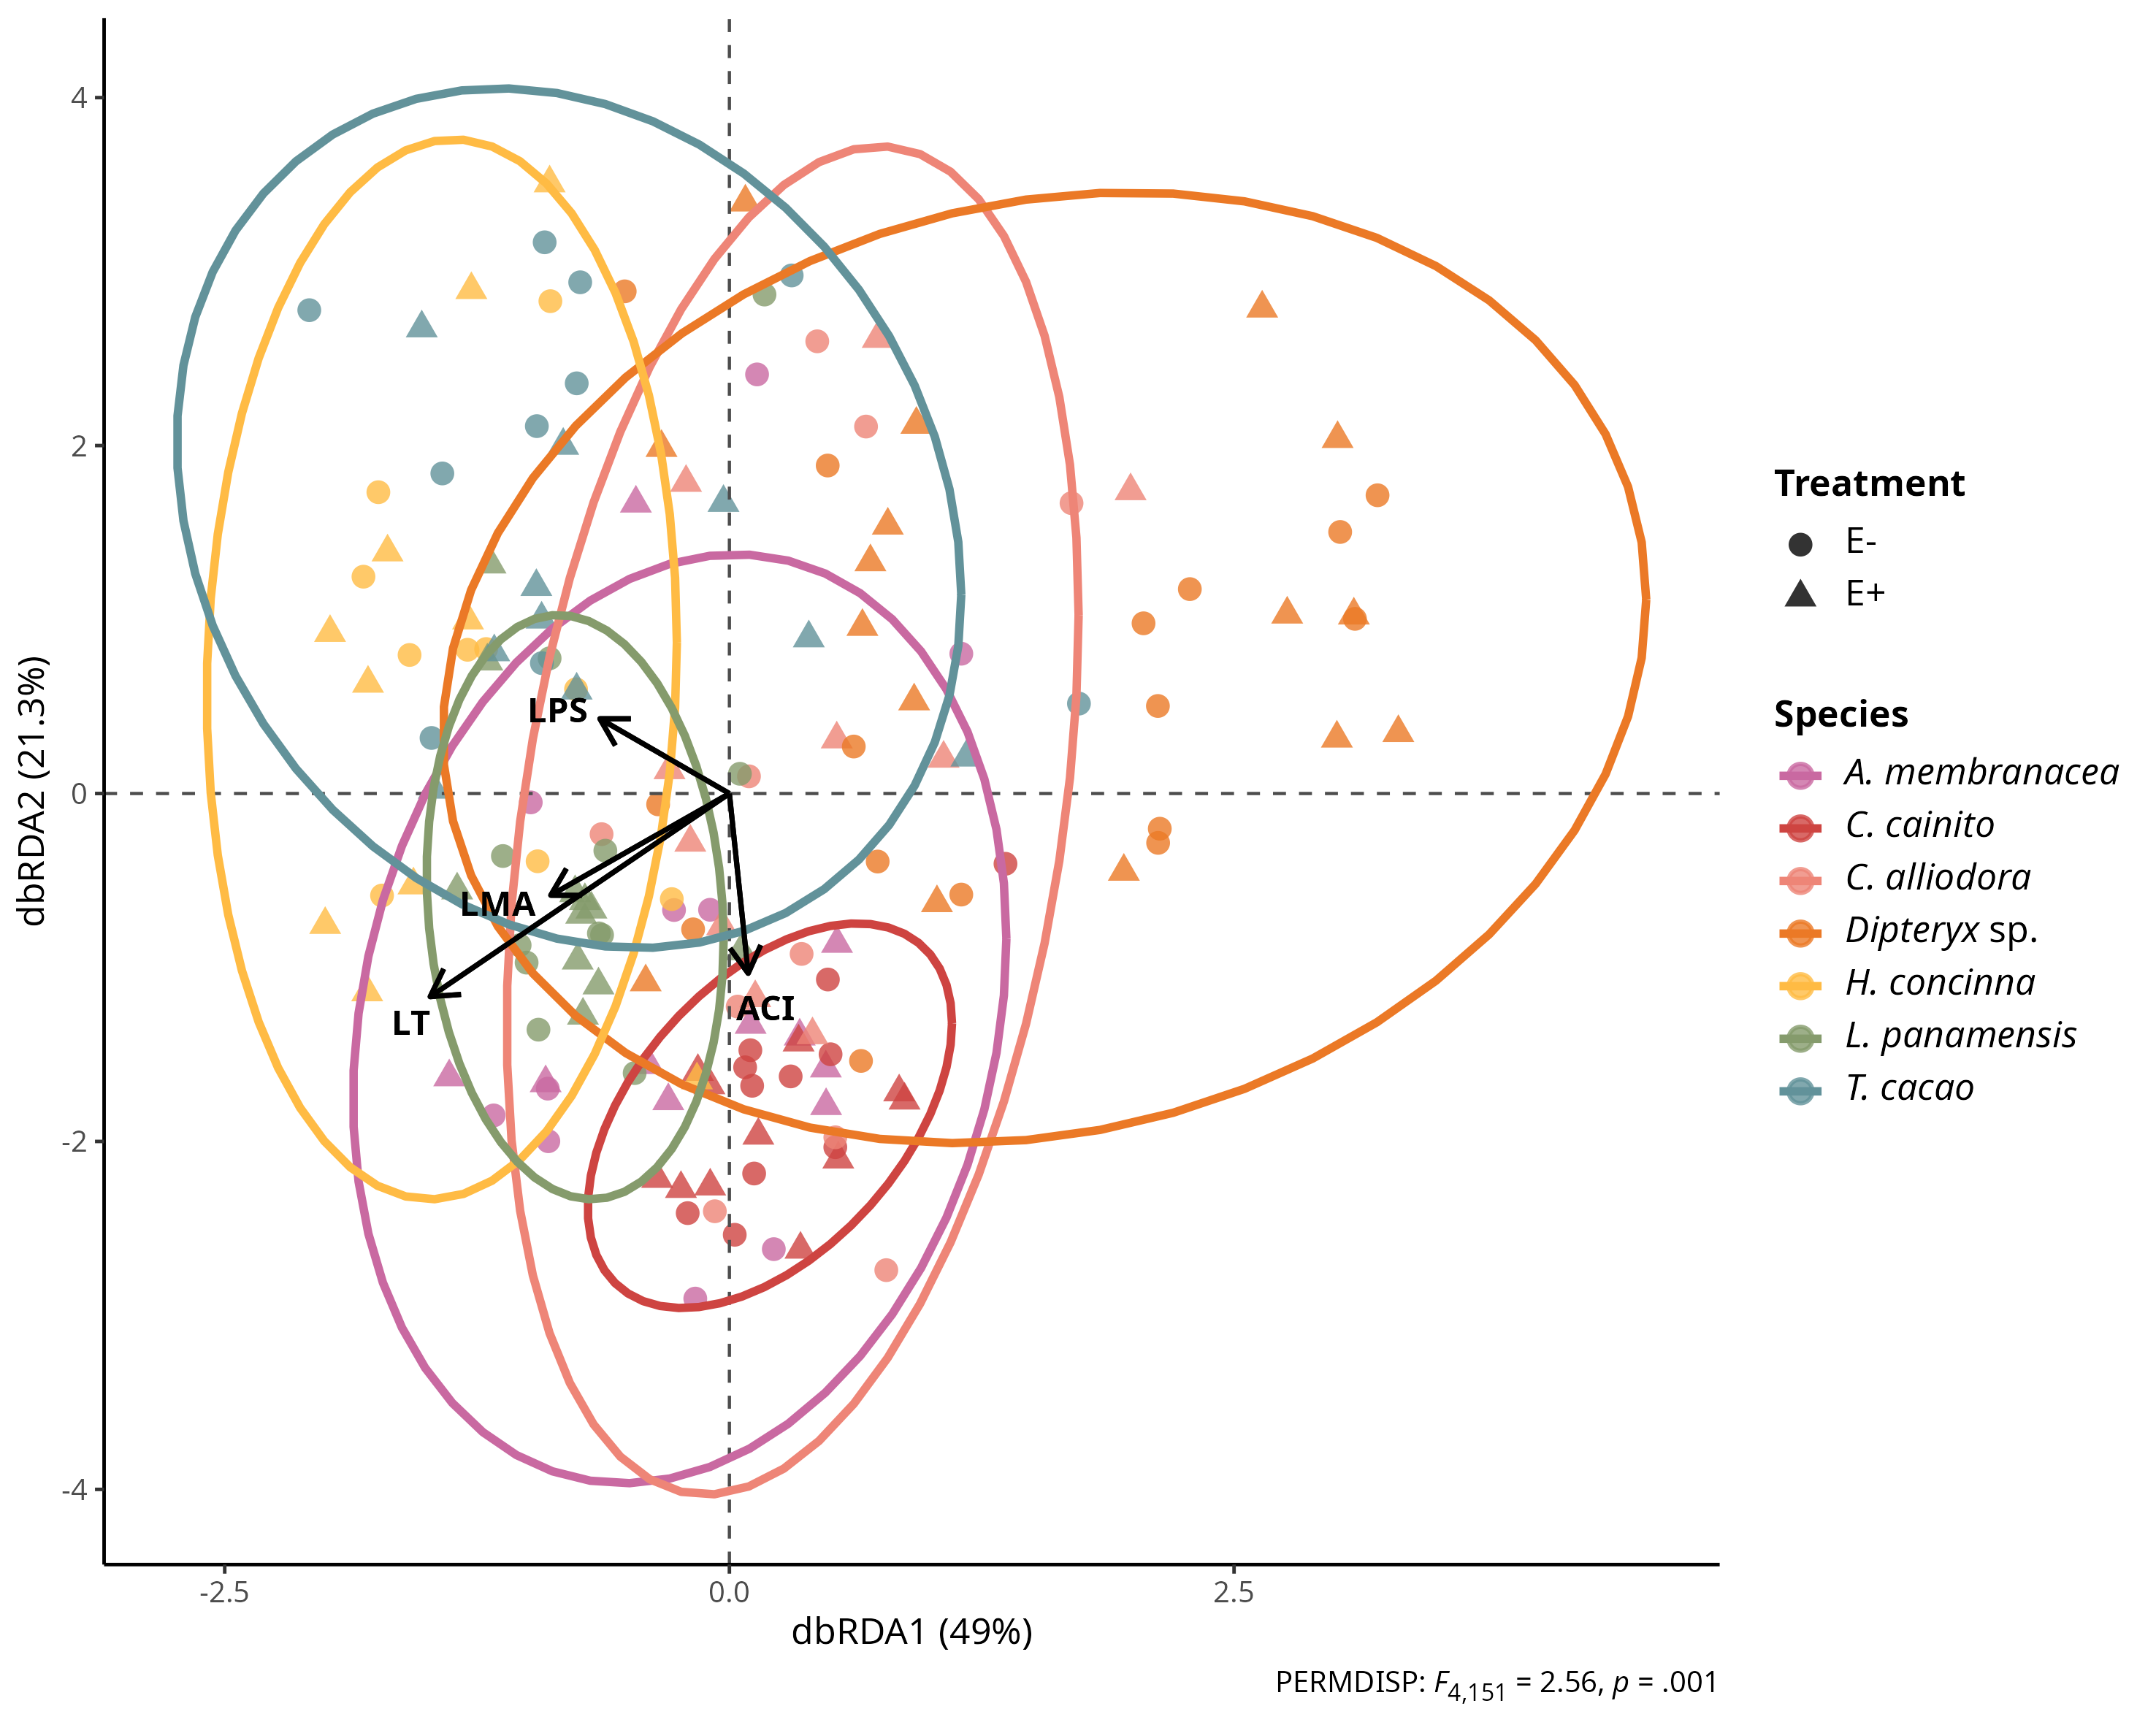 4
2
0
-2
-4
dbRDA2 (21.3%)
LPS
LMA
LT
ACI
-2.5
0.0
2.5
dbRDA1 (49%)
Treatment
E-
E+
Species
A. membranacea
C. cainito
C. alliodora
Dipteryx sp.
H. concinna
L. panamensis
T. cacao
PERMDISP: F4,151 = 2.56, p = .001